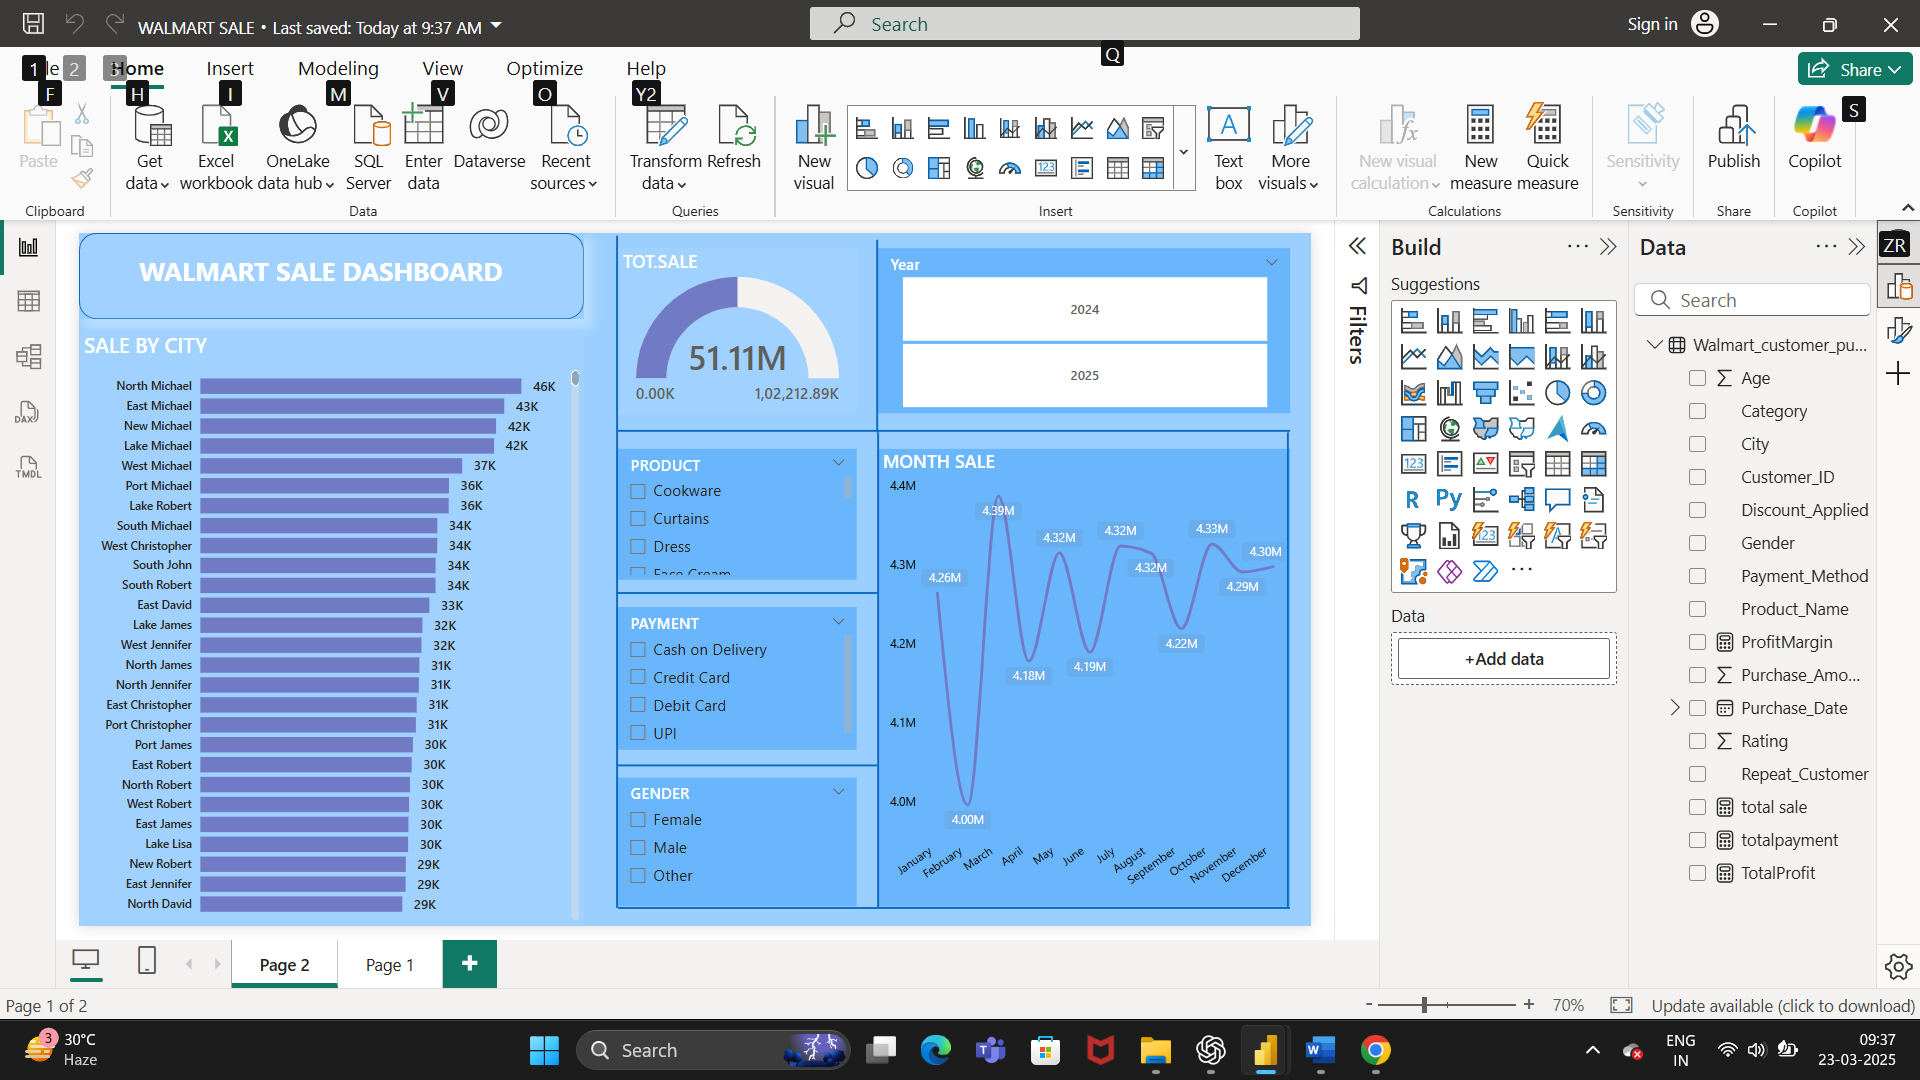 WALMART SALE • Last saved: Today at 9:37 AM
Search
Sign in
Q
1
le
2
3
Home
Insert
Modeling
View
Optimize
Help
Share
F
H
I
M
V
O
Y2
S
Paste
Get data
Excel workbook
OneLake data hub
SQL Server
Enter data
Dataverse
Recent sources
Transform data
Refresh
New visual
Text box
More visuals
New visual calculation
New measure
Quick measure
Sensitivity
Publish
Copilot
Clipboard
Data
Queries
Insert
Calculations
Sensitivity
Share
Copilot
DAX
TMDL
WALMART SALE DASHBOARD
SALE BY CITY
North Michael 46K
East Michael 43K
New Michael 42K
Lake Michael 42K
West Michael 37K
Port Michael 36K
Lake Robert 36K
South Michael 34K
West Christopher 34K
South John 34K
South Robert 34K
East David 33K
Lake James 32K
West Jennifer 32K
North James 31K
North Jennifer 31K
East Christopher 31K
Port Christopher 31K
Port James 30K
East Robert 30K
North Robert 30K
West Robert 30K
East James 30K
Lake Lisa 30K
New Robert 29K
East Jennifer 29K
North David 29K
TOT.SALE
51.11M
0.00K
1,02,212.89K
Year
2024
2025
PRODUCT
Cookware
Curtains
Dress
Face Cream
PAYMENT
Cash on Delivery
Credit Card
Debit Card
UPI
GENDER
Female
Male
Other
MONTH SALE
4.4M
4.3M
4.2M
4.1M
4.0M
4.26M
4.00M
4.39M
4.18M
4.32M
4.19M
4.32M
4.32M
4.22M
4.33M
4.29M
4.30M
January
February
March
April
May
June
July
August
September
October
November
December
Filters
Build
Suggestions
R
Py
Data
+Add data
Data
ZR
Search
Walmart_customer_pu...
Age
Category
City
Customer_ID
Discount_Applied
Gender
Payment_Method
Product_Name
ProfitMargin
Purchase_Amo...
Purchase_Date
Rating
Repeat_Customer
total sale
totalpayment
TotalProfit
Page 2
Page 1
Page 1 of 2
70%
Update available (click to download)
3
30°C
Haze
Search
ENG
IN
09:37
23-03-2025